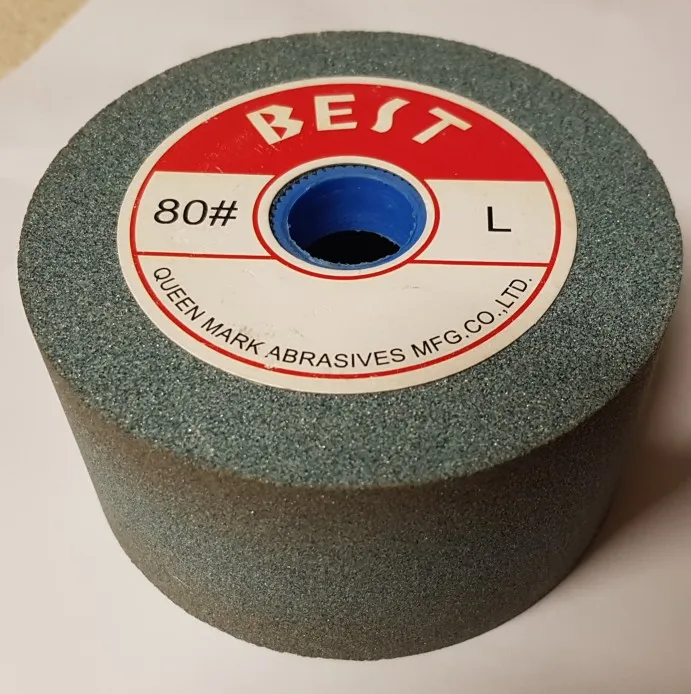 BEST
80#
L
QUEEN MARK ABRASIVES MFG.CO.,LTD.